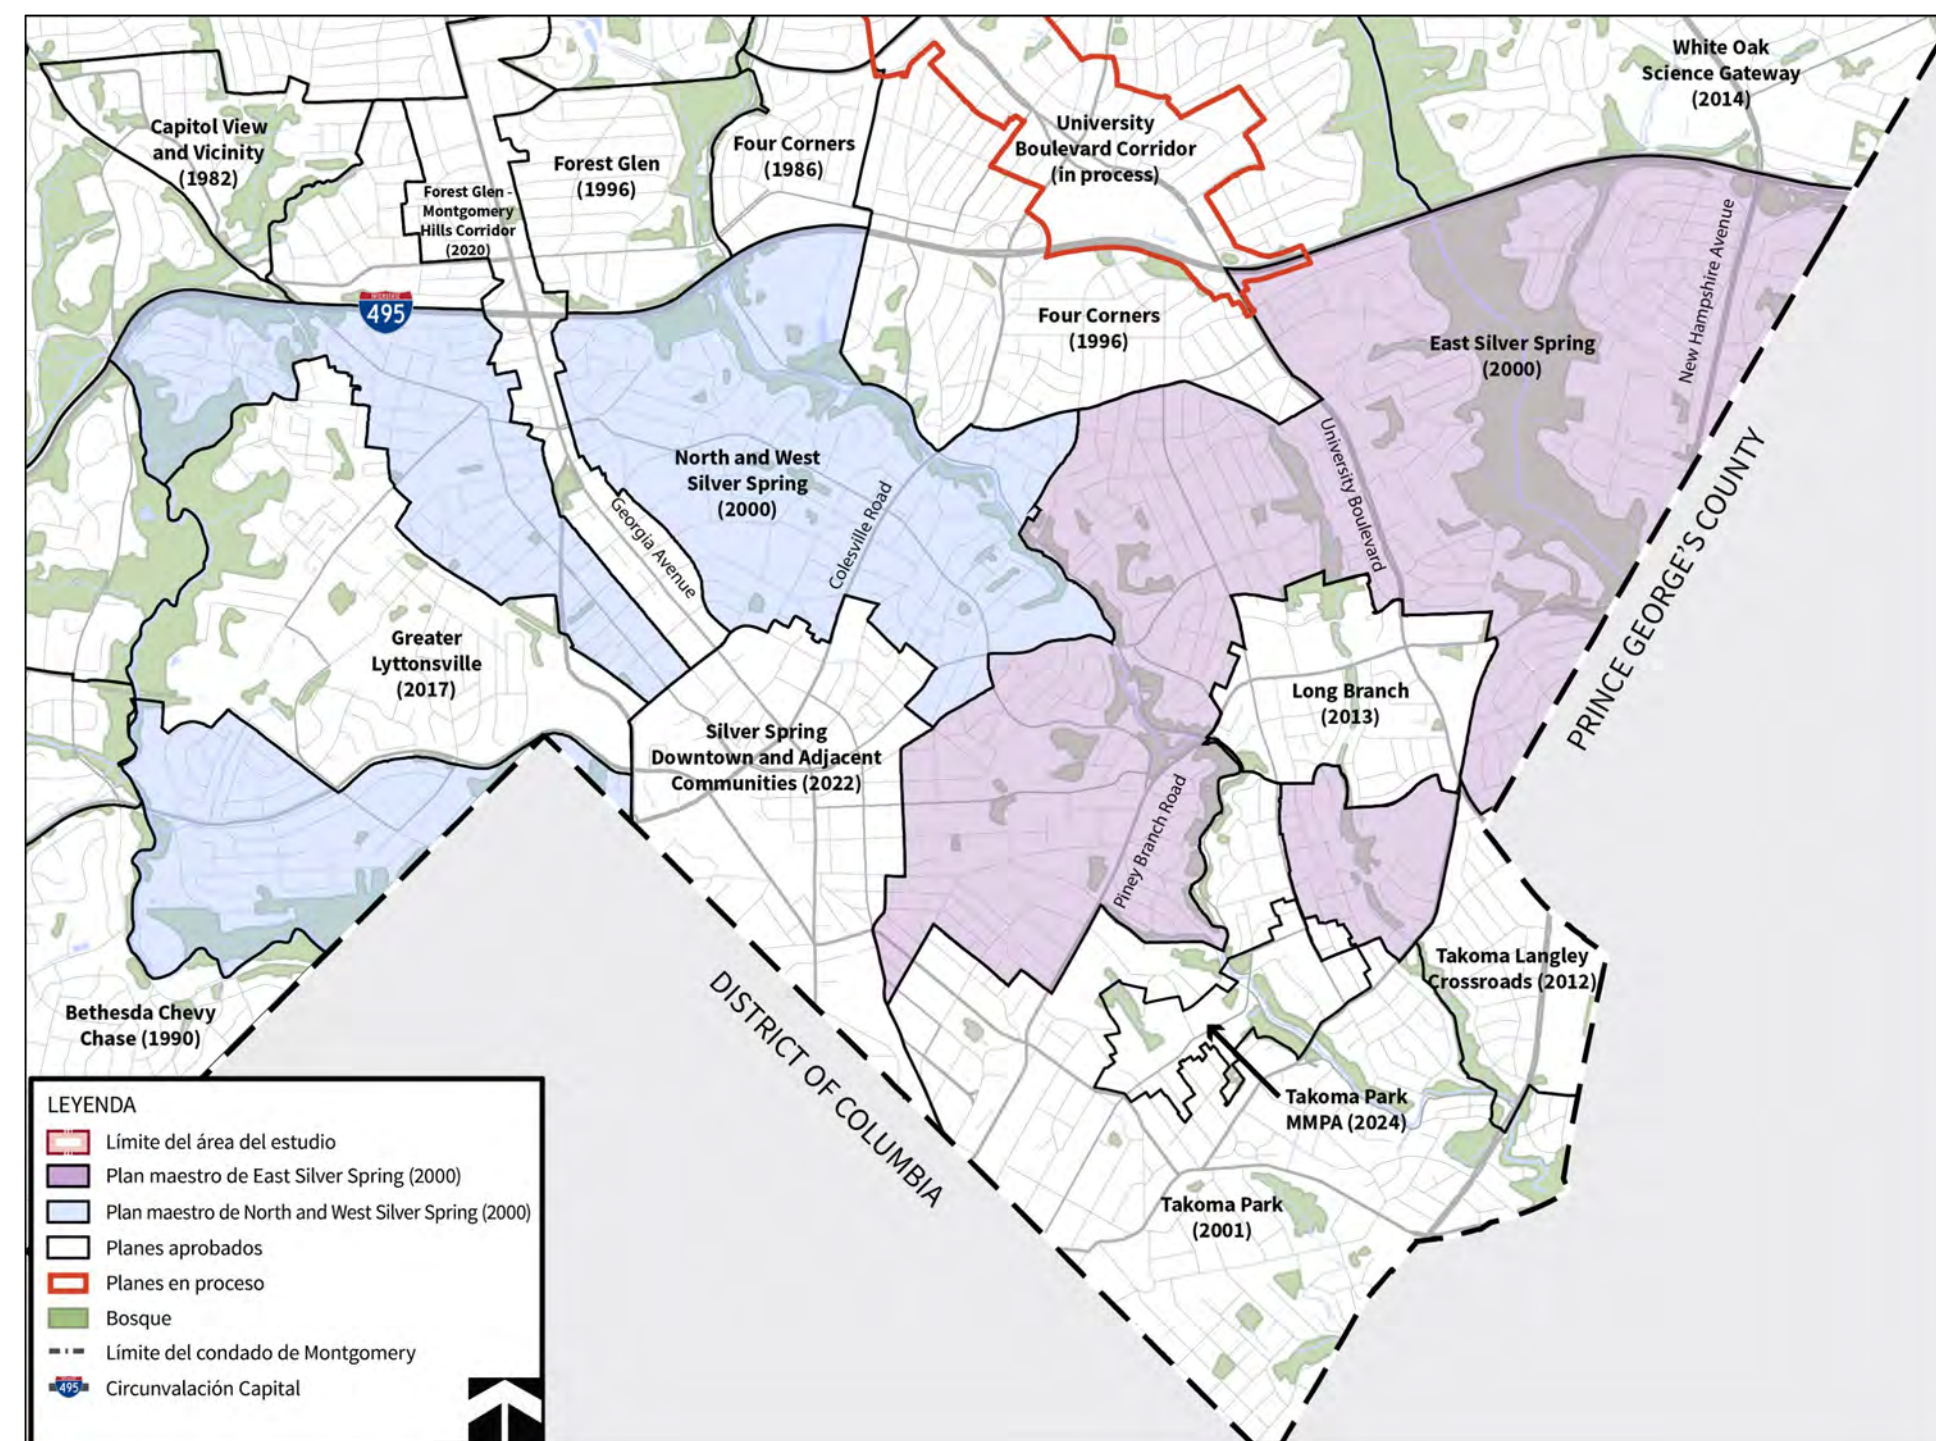 White Oak
Science Gateway
(2014)
Capitol View
and Vicinity
(1982)
Forest Glen -
Montgomery
Hills Corridor
(2020)
Forest Glen
(1996)
Four Corners
(1986)
University
Boulevard Corridor
(in process)
INTERSTATE
495
Four Corners
(1996)
East Silver Spring
(2000)
New Hampshire Avenue
North and West
Silver Spring
(2000)
Georgia Avenue
Colesville Road
University Boulevard
PRINCE GEORGE'S COUNTY
Greater
Lyttonsville
(2017)
Silver Spring
Downtown and Adjacent
Communities (2022)
Long Branch
(2013)
Piney Branch Road
Takoma Langley
Crossroads (2012)
Bethesda Chevy
Chase (1990)
DISTRICT OF COLUMBIA
Takoma Park
MMPA (2024)
Takoma Park
(2001)
LEYENDA
Límite del área del estudio
Plan maestro de East Silver Spring (2000)
Plan maestro de North and West Silver Spring (2000)
Planes aprobados
Planes en proceso
Bosque
Límite del condado de Montgomery
495
Circunvalación Capital